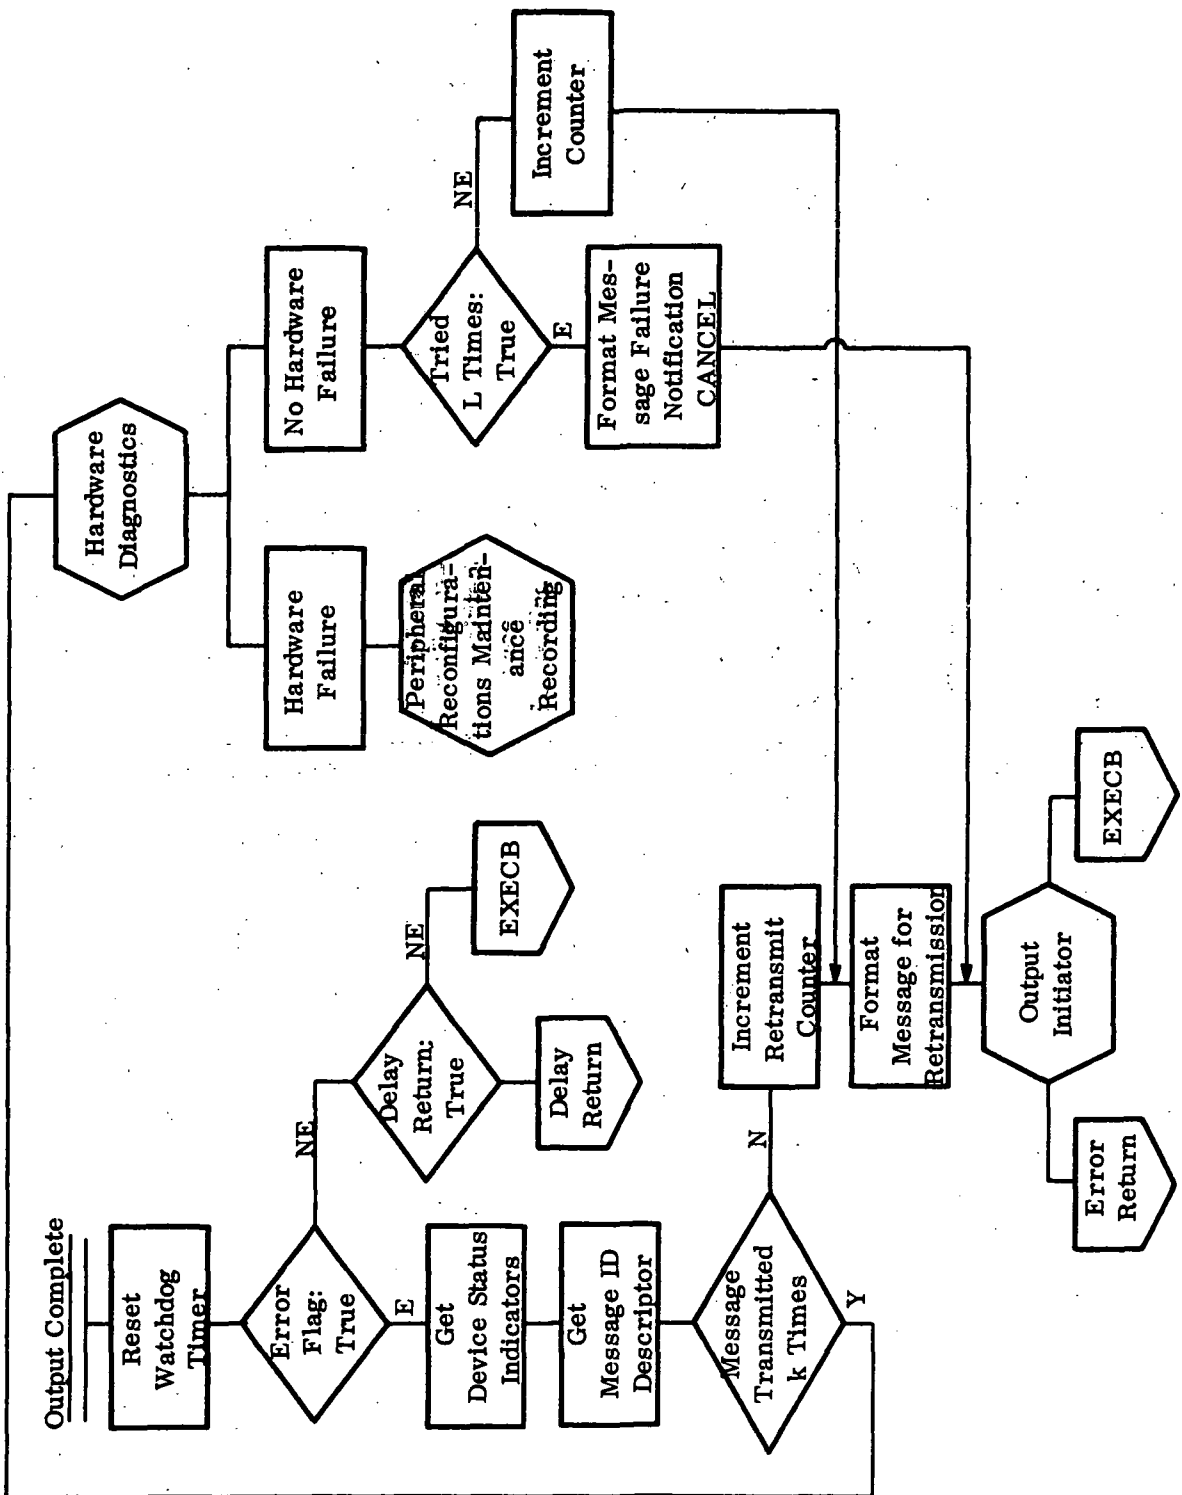 Output Complete
Reset
Watchdog
Timer
Error
Flag:
True
NE
E
Delay
Return:
True
NE
EXECB
Delay
Return
Get
Device Status
Indicators
Get
Message ID
Descriptor
Message
Transmitted
k Times
N
Y
Increment
Retransmit
Counter
Format
Message for
Retransmission
Output
Initiator
Error
Return
EXECB
Hardware
Diagnostics
Hardware
Failure
Peripheral
Reconfigura-
tions Mainten-
ance
Recording
No Hardware
Failure
Tried
L Times:
True
NE
E
Increment
Counter
Format Mes-
sage Failure
Notification
CANCEL